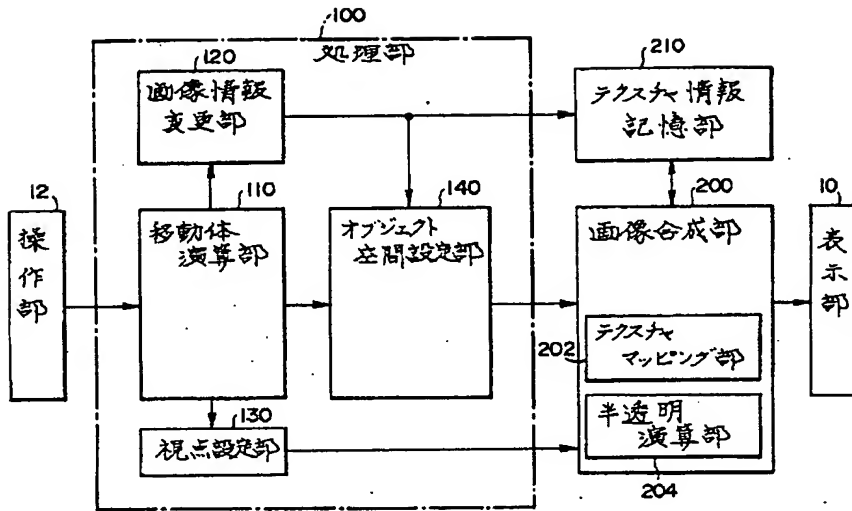 100
処理部
120
画像情報
変更部
210
テクスチャ情報
記憶部
12
操作部
110
移動体
演算部
140
オブジェクト
空間設定部
200
画像合成部
10
表示部
202
テクスチャ
マッピング部
130
視点設定部
半透明
演算部
204